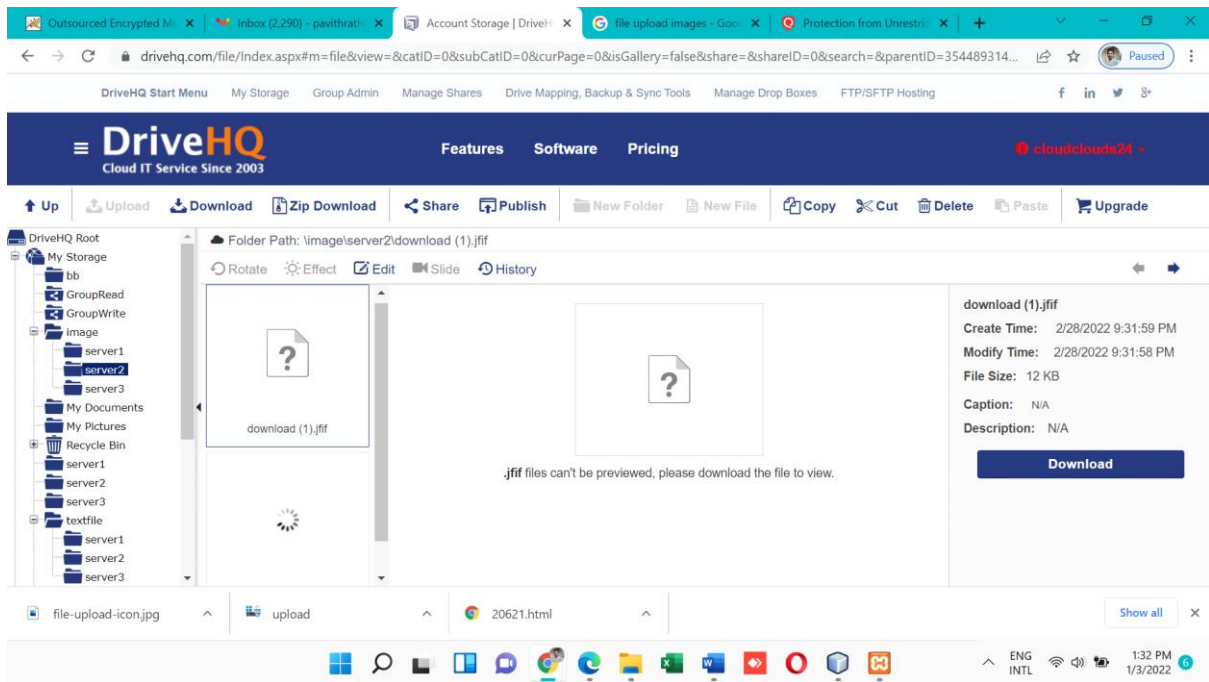 Outsourced Encrypted M
Inbox (2,290) - pavithrath
Account Storage | DriveH
file upload images - Goo
Protection from Unrestric
drivehq.com/file/Index.aspx#m=file&view=&catID=0&subCatID=0&curPage=0&isGallery=false&share=&shareID=0&search=&parentID=354489314...
Paused
DriveHQ Start Menu My Storage Group Admin Manage Shares Drive Mapping, Backup & Sync Tools Manage Drop Boxes FTP/SFTP Hosting
DriveHQ
Cloud IT Service Since 2003
Features Software Pricing
cloudclouds24
Up Upload Download Zip Download Share Publish New Folder New File Copy Cut Delete Paste Upgrade
DriveHQ Root
My Storage
bb
GroupRead
GroupWrite
image
server1
server2
server3
My Documents
My Pictures
Recycle Bin
server1
server2
server3
textfile
server1
server2
server3
Folder Path: \image\server2\download (1).jfif
Rotate Effect Edit Slide History
download (1).jfif
.jfif files can't be previewed, please download the file to view.
download (1).jfif
Create Time: 2/28/2022 9:31:59 PM
Modify Time: 2/28/2022 9:31:58 PM
File Size: 12 KB
Caption: N/A
Description: N/A
Download
file-upload-icon.jpg upload 20621.html Show all
ENG
INTL
1:32 PM
1/3/2022
6